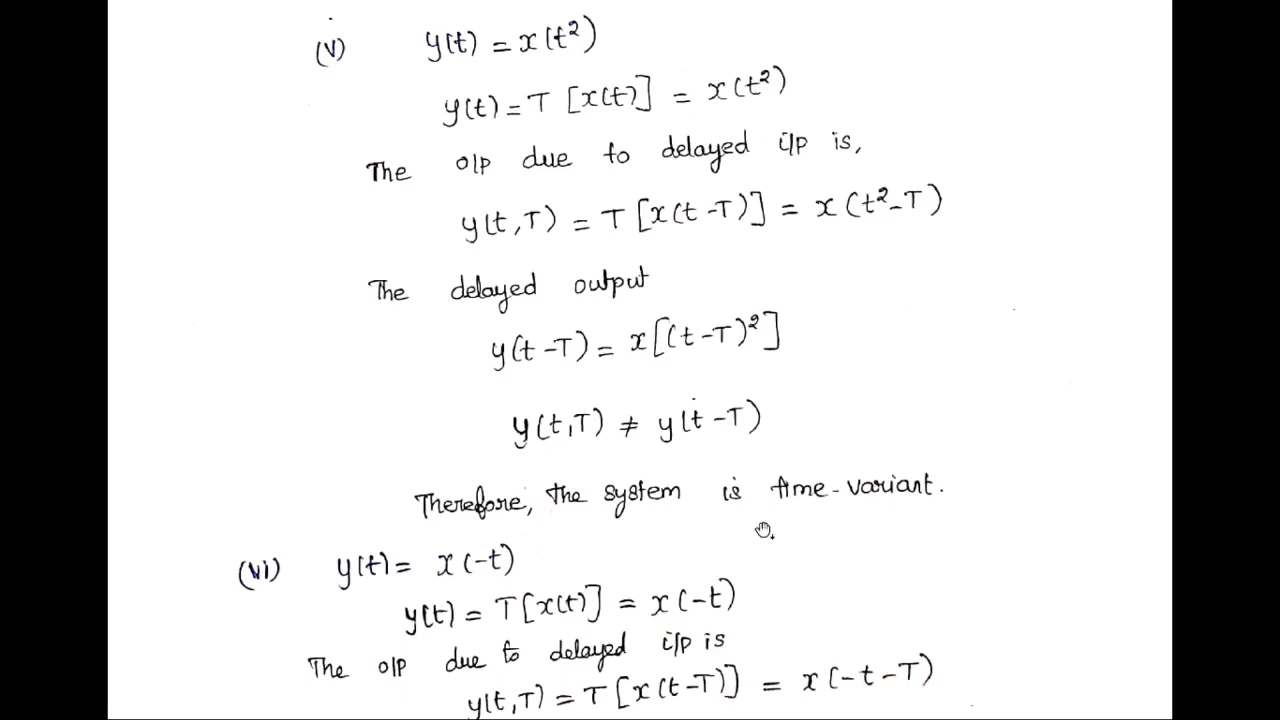 (v) y(t) = x(t²)
y(t) = T [x(t)] = x(t²)
The o/p due to delayed i/p is,
y(t,T) = T[x(t-T)] = x(t²-T)
The delayed output
y(t-T) = x[(t-T)²]
y(t,T) ≠ y(t-T)
Therefore, the system is time-variant.
(vi) y(t) = x(-t)
y(t) = T[x(t)] = x(-t)
The o/p due to delayed i/p is
y(t,T) = T[x(t-T)] = x(-t-T)